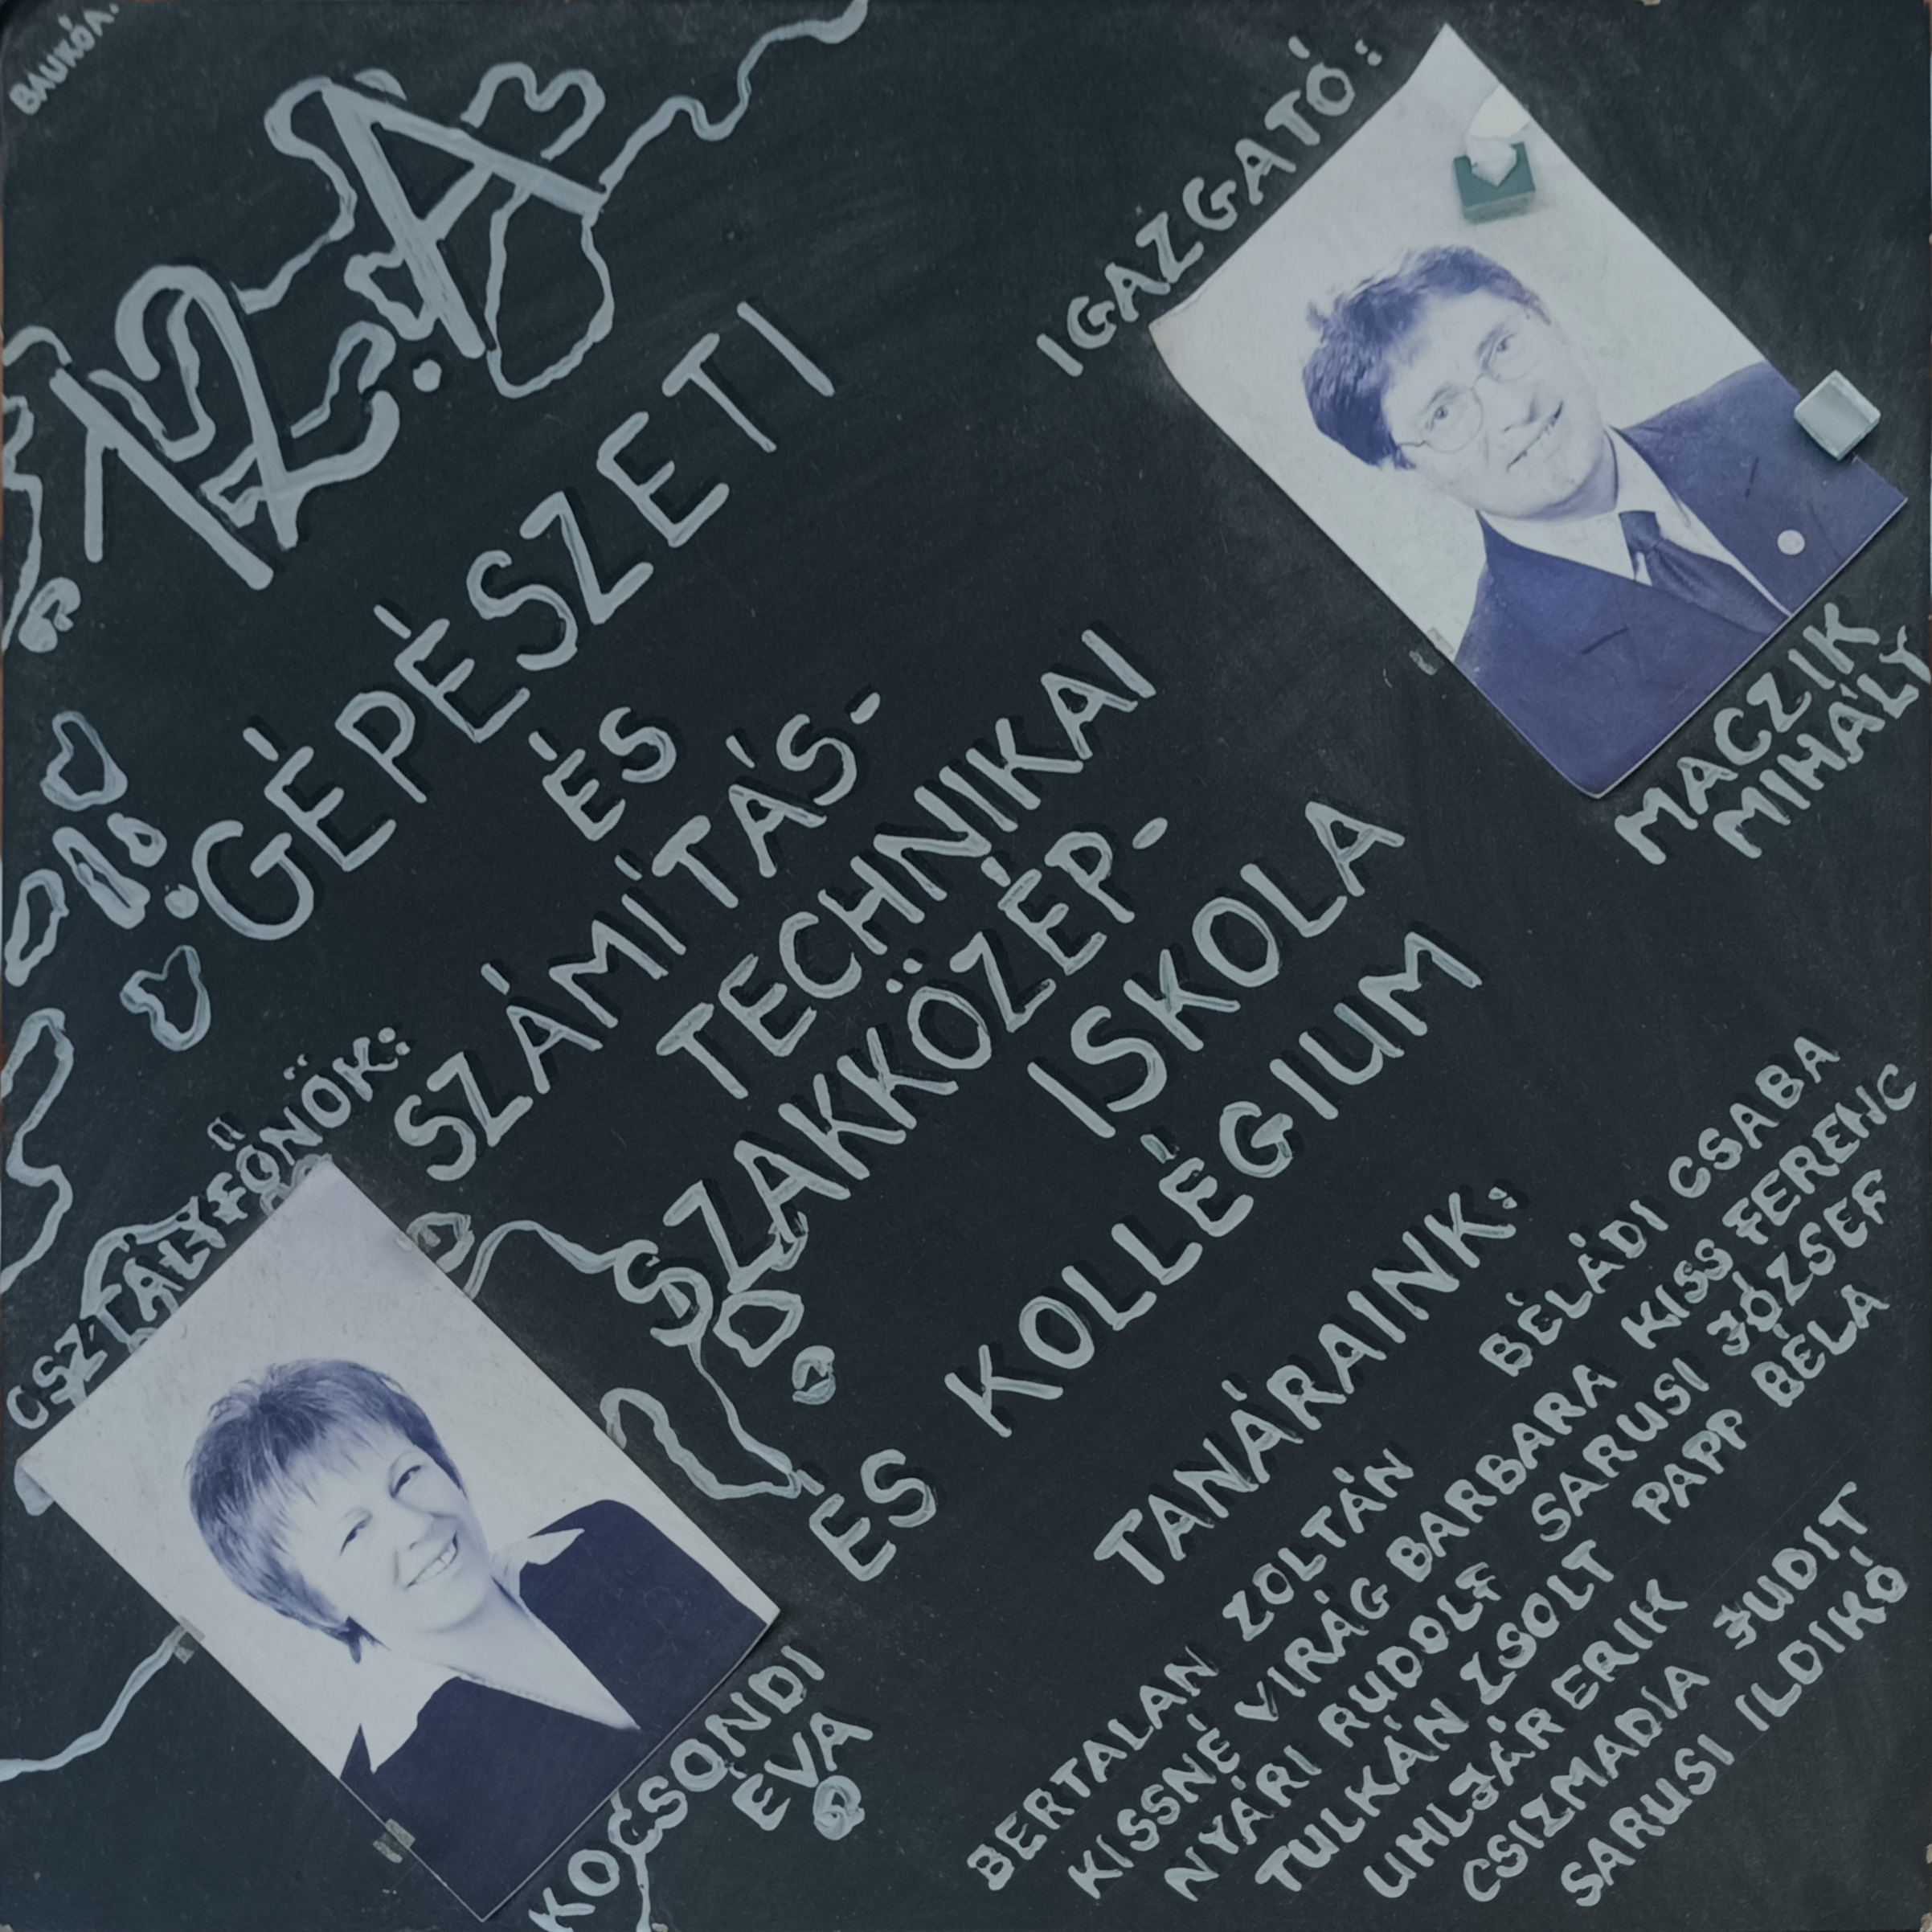 BAUKÓA.
12.A
GÉPÉSZETI
ÉS
SZÁMÍTÁS-
TECHNIKAI
SZAKKÖZÉP-
ISKOLA
ÉS KOLLÉGIUM
IGAZGATÓ:
MACZIK
MIHÁLY
OSZTÁLYFŐNÖK:
KOCSONDI
ÉVA
TANÁRAINK:
BERTALAN ZOLTÁN BÉLÁDI CSABA
KISSNÉ VIRÁG BARBARA KISS FERENC
NYÁRI RUDOLF SARUSI JÓZSEF
TULKÁN ZSOLT PAPP BÉLA
UHLJÁR ERIK
CSIZMADIA JUDIT
SARUSI ILDIKÓ